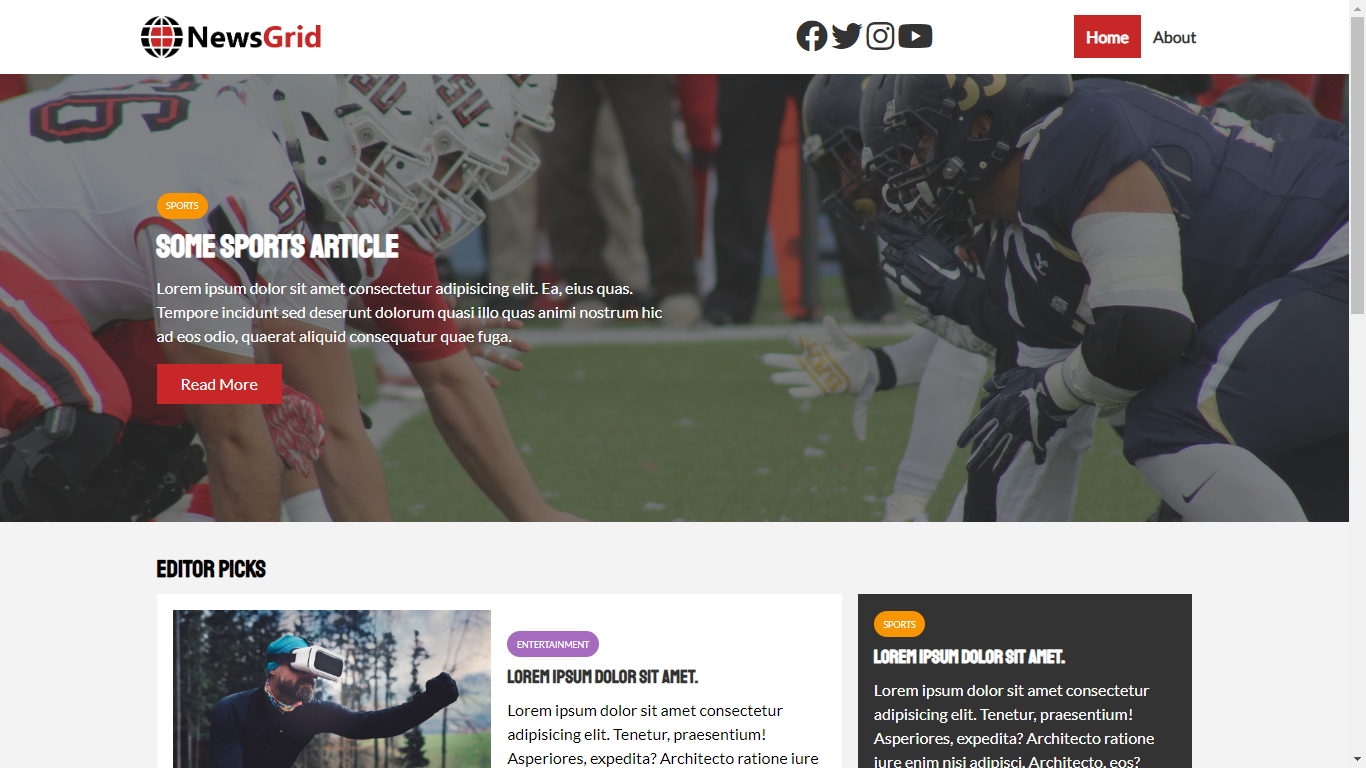 NewsGrid
Home
About
SPORTS
SOME SPORTS ARTICLE
Lorem ipsum dolor sit amet consectetur adipisicing elit. Ea, eius quas.
Tempore incidunt sed deserunt dolorum quasi illo quas animi nostrum hic
ad eos odio, quaerat aliquid consequatur quae fuga.
Read More
EDITOR PICKS
ENTERTAINMENT
LOREM IPSUM DOLOR SIT AMET.
Lorem ipsum dolor sit amet consectetur
adipisicing elit. Tenetur, praesentium!
Asperiores, expedita? Architecto ratione iure
SPORTS
LOREM IPSUM DOLOR SIT AMET.
Lorem ipsum dolor sit amet consectetur
adipisicing elit. Tenetur, praesentium!
Asperiores, expedita? Architecto ratione
iure enim nisi adipisci. Architecto, eos?